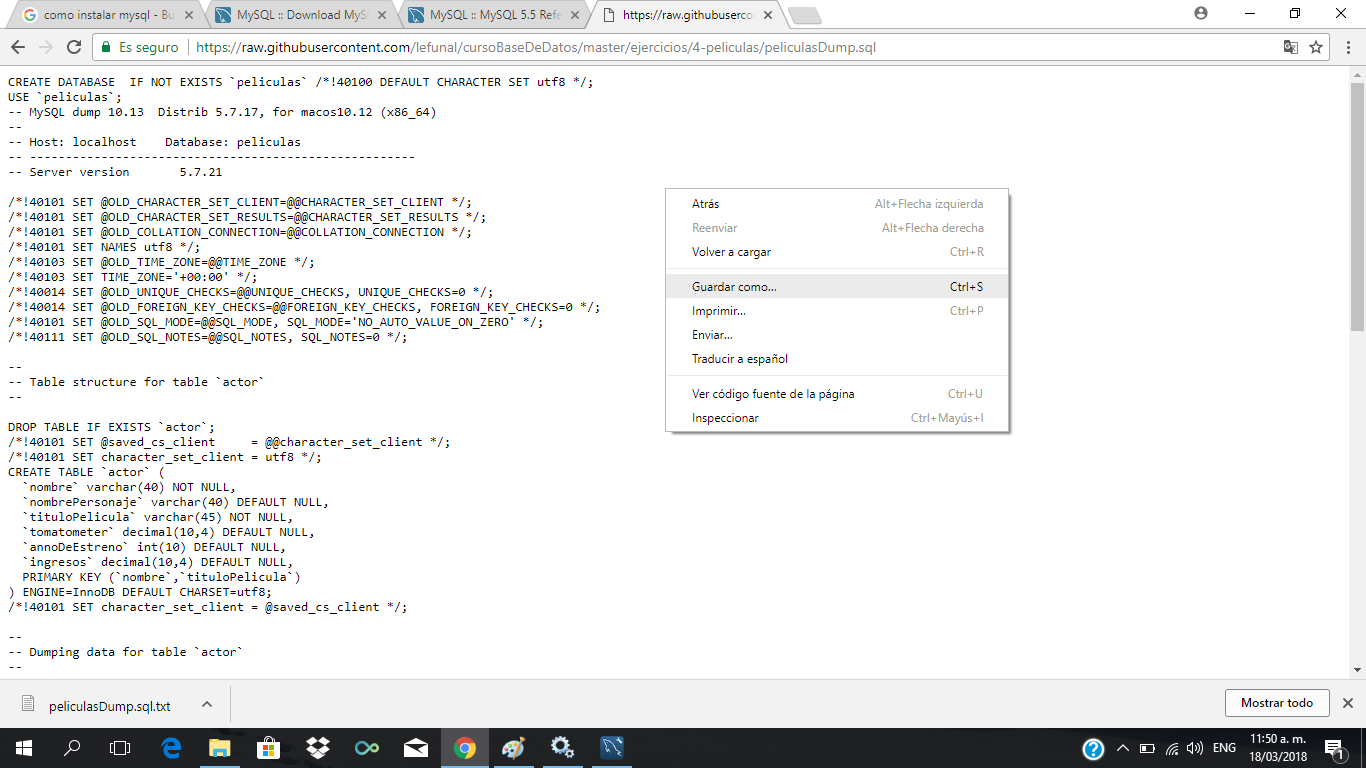 como instalar mysql - Bu
MySQL :: Download MyS
MySQL :: MySQL 5.5 Refe
https://raw.githubuserco
Es seguro
https://raw.githubusercontent.com/lefunal/cursoBaseDeDatos/master/ejercicios/4-peliculas/peliculasDump.sql
CREATE DATABASE  IF NOT EXISTS `peliculas` /*!40100 DEFAULT CHARACTER SET utf8 */;
USE `peliculas`;
-- MySQL dump 10.13  Distrib 5.7.17, for macos10.12 (x86_64)
--
-- Host: localhost    Database: peliculas
-- ------------------------------------------------------
-- Server version       5.7.21
/*!40101 SET @OLD_CHARACTER_SET_CLIENT=@@CHARACTER_SET_CLIENT */;
/*!40101 SET @OLD_CHARACTER_SET_RESULTS=@@CHARACTER_SET_RESULTS */;
/*!40101 SET @OLD_COLLATION_CONNECTION=@@COLLATION_CONNECTION */;
/*!40101 SET NAMES utf8 */;
/*!40103 SET @OLD_TIME_ZONE=@@TIME_ZONE */;
/*!40103 SET TIME_ZONE='+00:00' */;
/*!40014 SET @OLD_UNIQUE_CHECKS=@@UNIQUE_CHECKS, UNIQUE_CHECKS=0 */;
/*!40014 SET @OLD_FOREIGN_KEY_CHECKS=@@FOREIGN_KEY_CHECKS, FOREIGN_KEY_CHECKS=0 */;
/*!40101 SET @OLD_SQL_MODE=@@SQL_MODE, SQL_MODE='NO_AUTO_VALUE_ON_ZERO' */;
/*!40111 SET @OLD_SQL_NOTES=@@SQL_NOTES, SQL_NOTES=0 */;
--
-- Table structure for table `actor`
--
DROP TABLE IF EXISTS `actor`;
/*!40101 SET @saved_cs_client     = @@character_set_client */;
/*!40101 SET character_set_client = utf8 */;
CREATE TABLE `actor` (
  `nombre` varchar(40) NOT NULL,
  `nombrePersonaje` varchar(40) DEFAULT NULL,
  `tituloPelicula` varchar(45) NOT NULL,
  `tomatometer` decimal(10,4) DEFAULT NULL,
  `annoDeEstreno` int(10) DEFAULT NULL,
  `ingresos` decimal(10,4) DEFAULT NULL,
  PRIMARY KEY (`nombre`,`tituloPelicula`)
) ENGINE=InnoDB DEFAULT CHARSET=utf8;
/*!40101 SET character_set_client = @saved_cs_client */;
--
-- Dumping data for table `actor`
--
Atrás Alt+Flecha izquierda
Reenviar Alt+Flecha derecha
Volver a cargar Ctrl+R
Guardar como... Ctrl+S
Imprimir... Ctrl+P
Enviar...
Traducir a español
Ver código fuente de la página Ctrl+U
Inspeccionar Ctrl+Mayús+I
peliculasDump.sql.txt
Mostrar todo
ENG
11:50 a. m.
18/03/2018
1